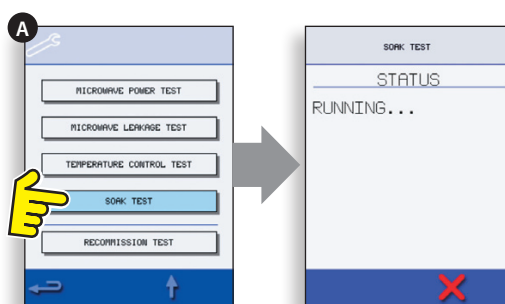 A
MICROWAVE POWER TEST
MICROWAVE LEAKAGE TEST
TEMPERATURE CONTROL TEST
SOAK TEST
RECOMMISSION TEST
SOAK TEST
STATUS
RUNNING...